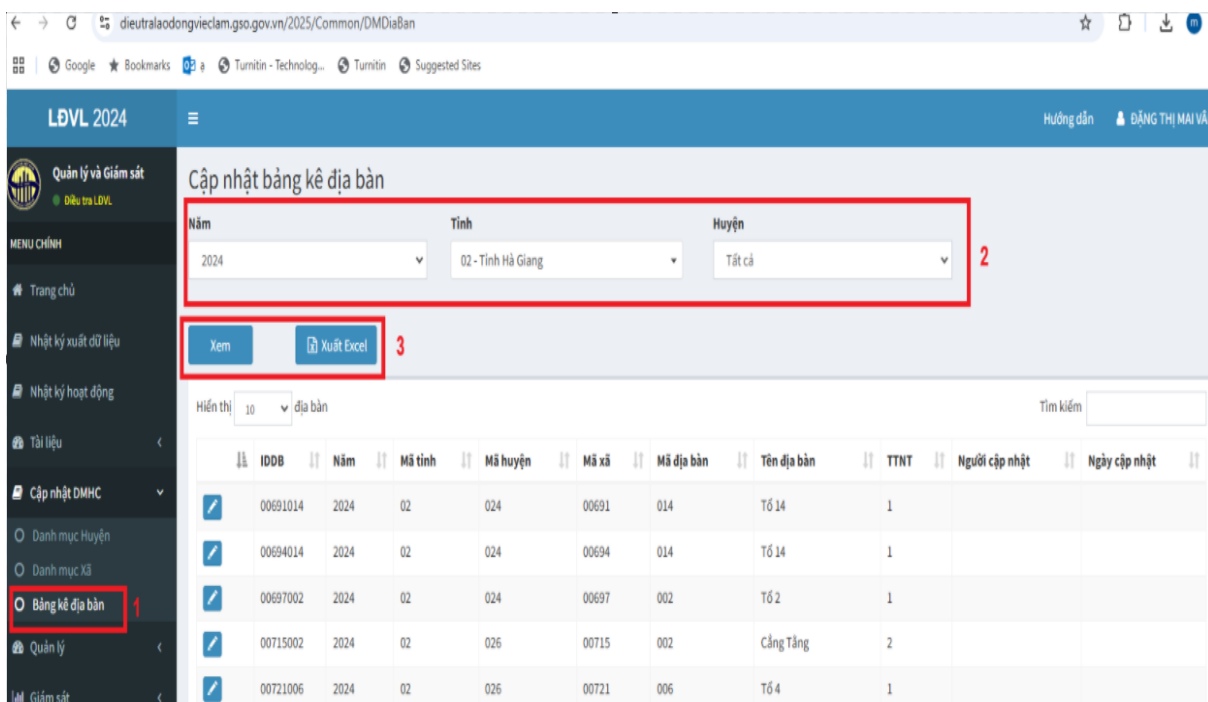 dieutralaodongvieclam.gso.gov.vn/2025/Common/DMDiaBan
m
Google Bookmarks ạ Turnitin - Technolog... Turnitin Suggested Sites
LĐVL 2024
Hướng dẫn ĐẶNG THỊ MAI VÂ
Quản lý và Giám sát
Điều tra LĐVL
MENU CHÍNH
Trang chủ
Nhật ký xuất dữ liệu
Nhật ký hoạt động
Tài liệu
Cập nhật DMHC
Danh mục Huyện
Danh mục Xã
Bảng kê địa bàn 1
Quản lý
Giám sát
Cập nhật bảng kê địa bàn
Năm Tỉnh Huyện
2024 02 - Tỉnh Hà Giang Tất cả 2
Xem Xuất Excel 3
Hiển thị 10 địa bàn Tìm kiếm
IDDB Năm Mã tỉnh Mã huyện Mã xã Mã địa bàn Tên địa bàn TTNT Người cập nhật Ngày cập nhật
00691014 2024 02 024 00691 014 Tổ 14 1
00694014 2024 02 024 00694 014 Tổ 14 1
00697002 2024 02 024 00697 002 Tổ 2 1
00715002 2024 02 026 00715 002 Cẳng Tằng 2
00721006 2024 02 026 00721 006 Tổ 4 1